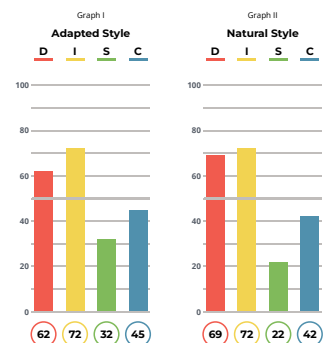 Graph I
Adapted Style
D I S C
100
80
60
40
20
0
62 72 32 45
Graph II
Natural Style
D I S C
100
80
60
40
20
0
69 72 22 42